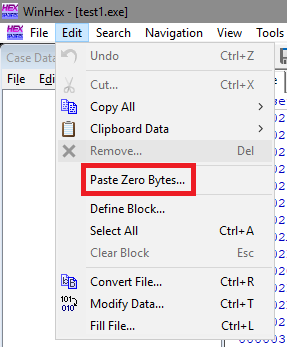 WinHex - [test1.exe]
File Edit Search Navigation View Tools
Case Data
File Ed
Undo Ctrl+Z
Cut... Ctrl+X
Copy All
Clipboard Data
Remove... Del
Paste Zero Bytes...
Define Block...
Select All Ctrl+A
Clear Block Esc
Convert File... Ctrl+R
Modify Data... Ctrl+T
Fill File... Ctrl+L